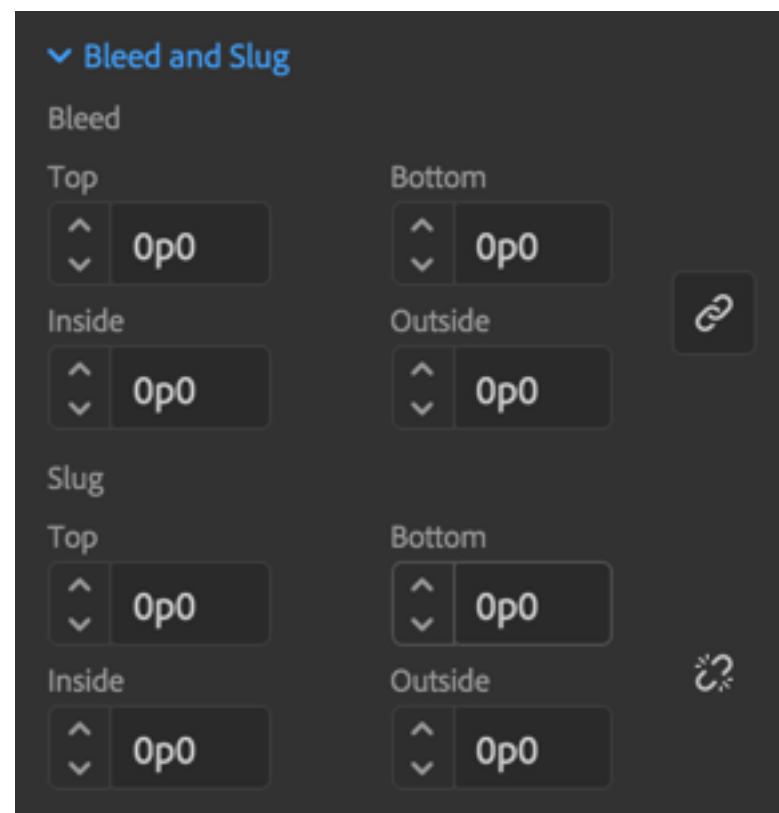 Bleed and Slug
Bleed
Top Bottom
0p0 0p0
Inside Outside
0p0 0p0
Slug
Top Bottom
0p0 0p0
Inside Outside
0p0 0p0